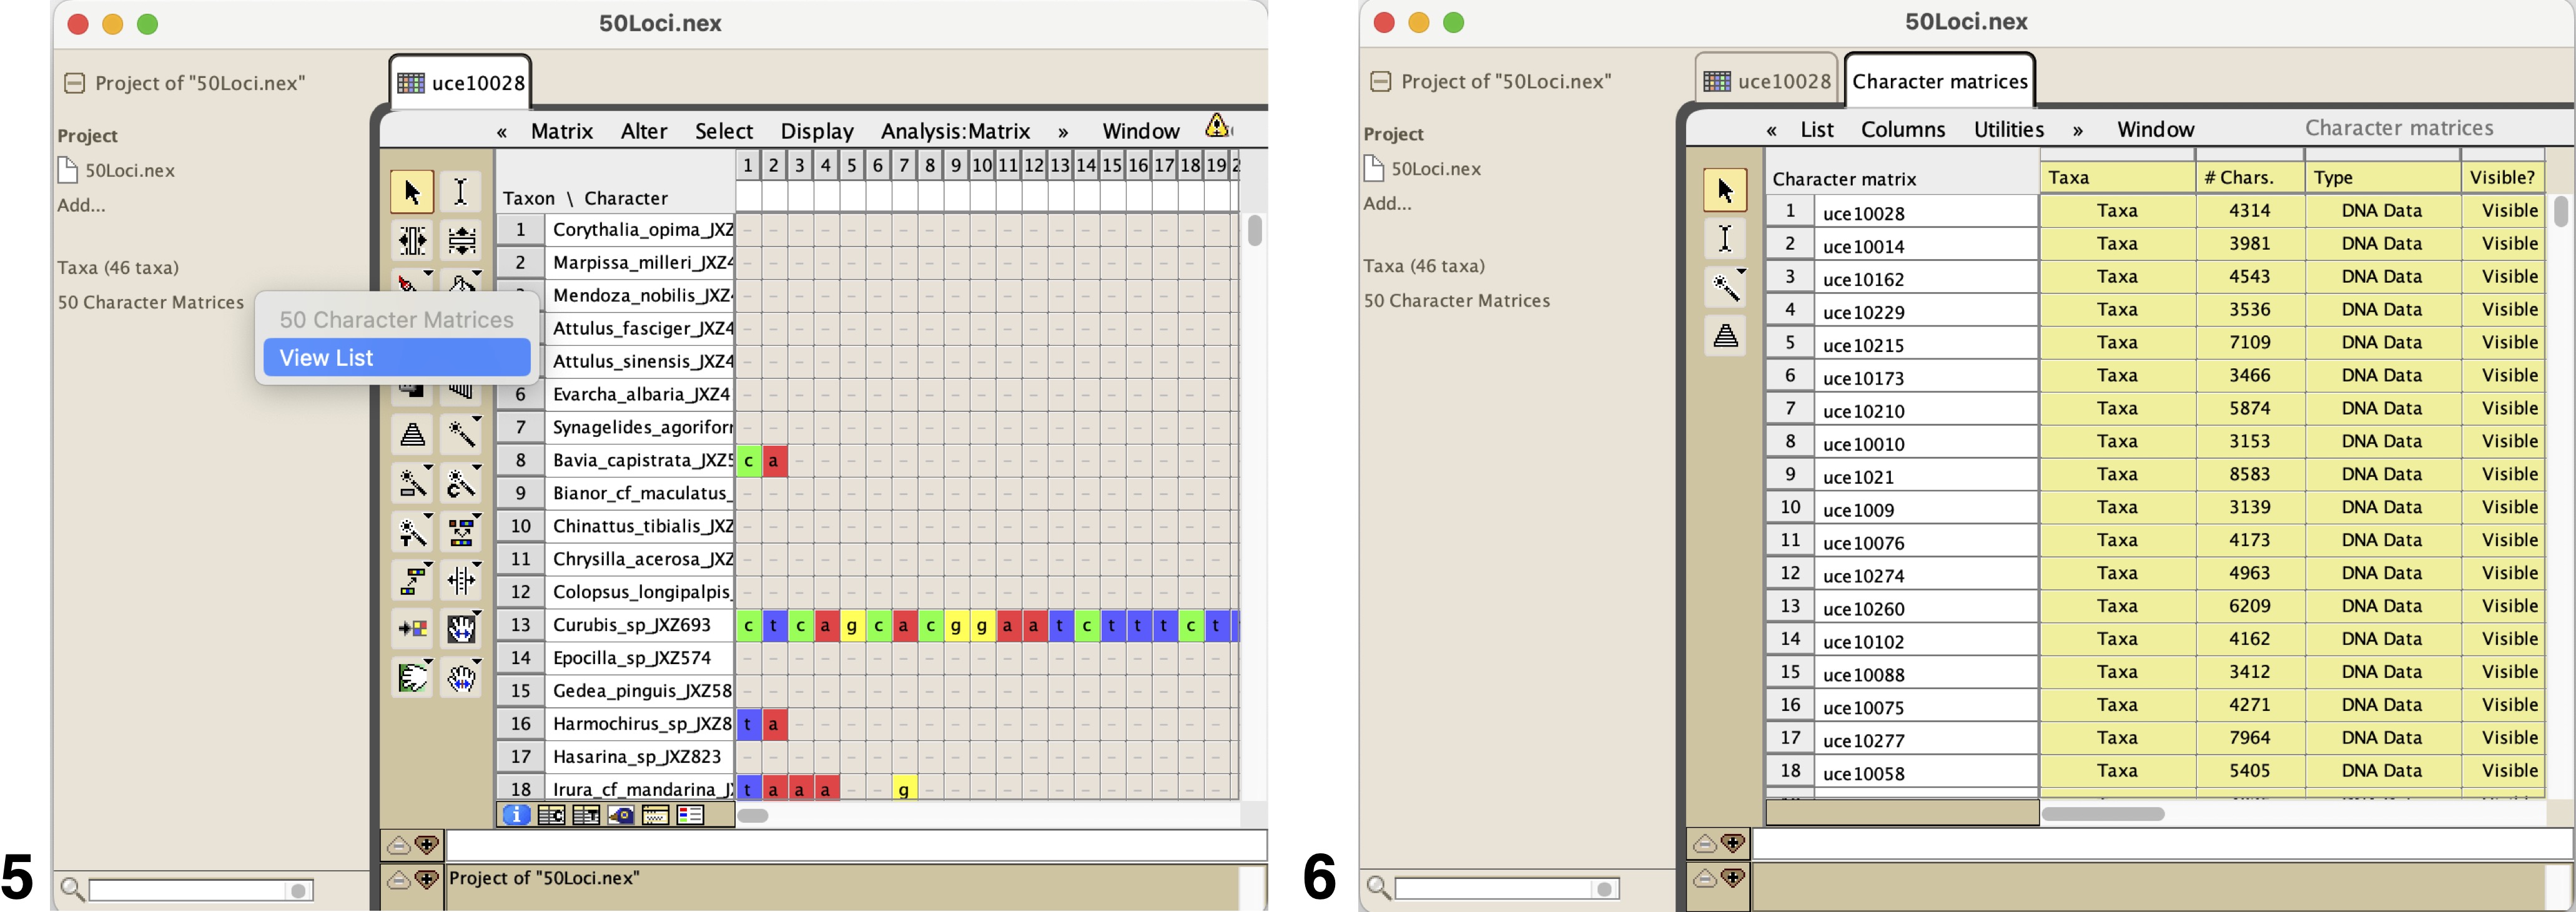 50Loci.nex
Project of "50Loci.nex"
uce10028
Project
50Loci.nex
Add...
Taxa (46 taxa)
50 Character Matrices
50 Character Matrices
View List
« Matrix Alter Select Display Analysis:Matrix » Window
1 2 3 4 5 6 7 8 9 10 11 12 13 14 15 16 17 18 19 2
Taxon \ Character
1 Corythalia_opima_JXZ
2 Marpissa_milleri_JXZ4
Mendoza_nobilis_JXZ4
Attulus_fasciger_JXZ4
Attulus_sinensis_JXZ4
6 Evarcha_albaria_JXZ4
7 Synagelides_agoriforr
8 Bavia_capistrata_JXZ5 c a
9 Bianor_cf_maculatus_
10 Chinattus_tibialis_JXZ
11 Chrysilla_acerosa_JXZ
12 Colopsus_longipalpis_
13 Curubis_sp_JXZ693 c t c a g c a c g g a a t c t t t c t
14 Epocilla_sp_JXZ574
15 Gedea_pinguis_JXZ58
16 Harmochirus_sp_JXZ8 t a
17 Hasarina_sp_JXZ823
18 Irura_cf_mandarina_J t a a a - - g
Project of "50Loci.nex"
5
50Loci.nex
Project of "50Loci.nex"
uce10028
Character matrices
Project
50Loci.nex
Add...
Taxa (46 taxa)
50 Character Matrices
« List Columns Utilities » Window Character matrices
Character matrix Taxa # Chars. Type Visible?
1 uce10028 Taxa 4314 DNA Data Visible
2 uce10014 Taxa 3981 DNA Data Visible
3 uce10162 Taxa 4543 DNA Data Visible
4 uce10229 Taxa 3536 DNA Data Visible
5 uce10215 Taxa 7109 DNA Data Visible
6 uce10173 Taxa 3466 DNA Data Visible
7 uce10210 Taxa 5874 DNA Data Visible
8 uce10010 Taxa 3153 DNA Data Visible
9 uce1021 Taxa 8583 DNA Data Visible
10 uce1009 Taxa 3139 DNA Data Visible
11 uce10076 Taxa 4173 DNA Data Visible
12 uce10274 Taxa 4963 DNA Data Visible
13 uce10260 Taxa 6209 DNA Data Visible
14 uce10102 Taxa 4162 DNA Data Visible
15 uce10088 Taxa 3412 DNA Data Visible
16 uce10075 Taxa 4271 DNA Data Visible
17 uce10277 Taxa 7964 DNA Data Visible
18 uce10058 Taxa 5405 DNA Data Visible
6